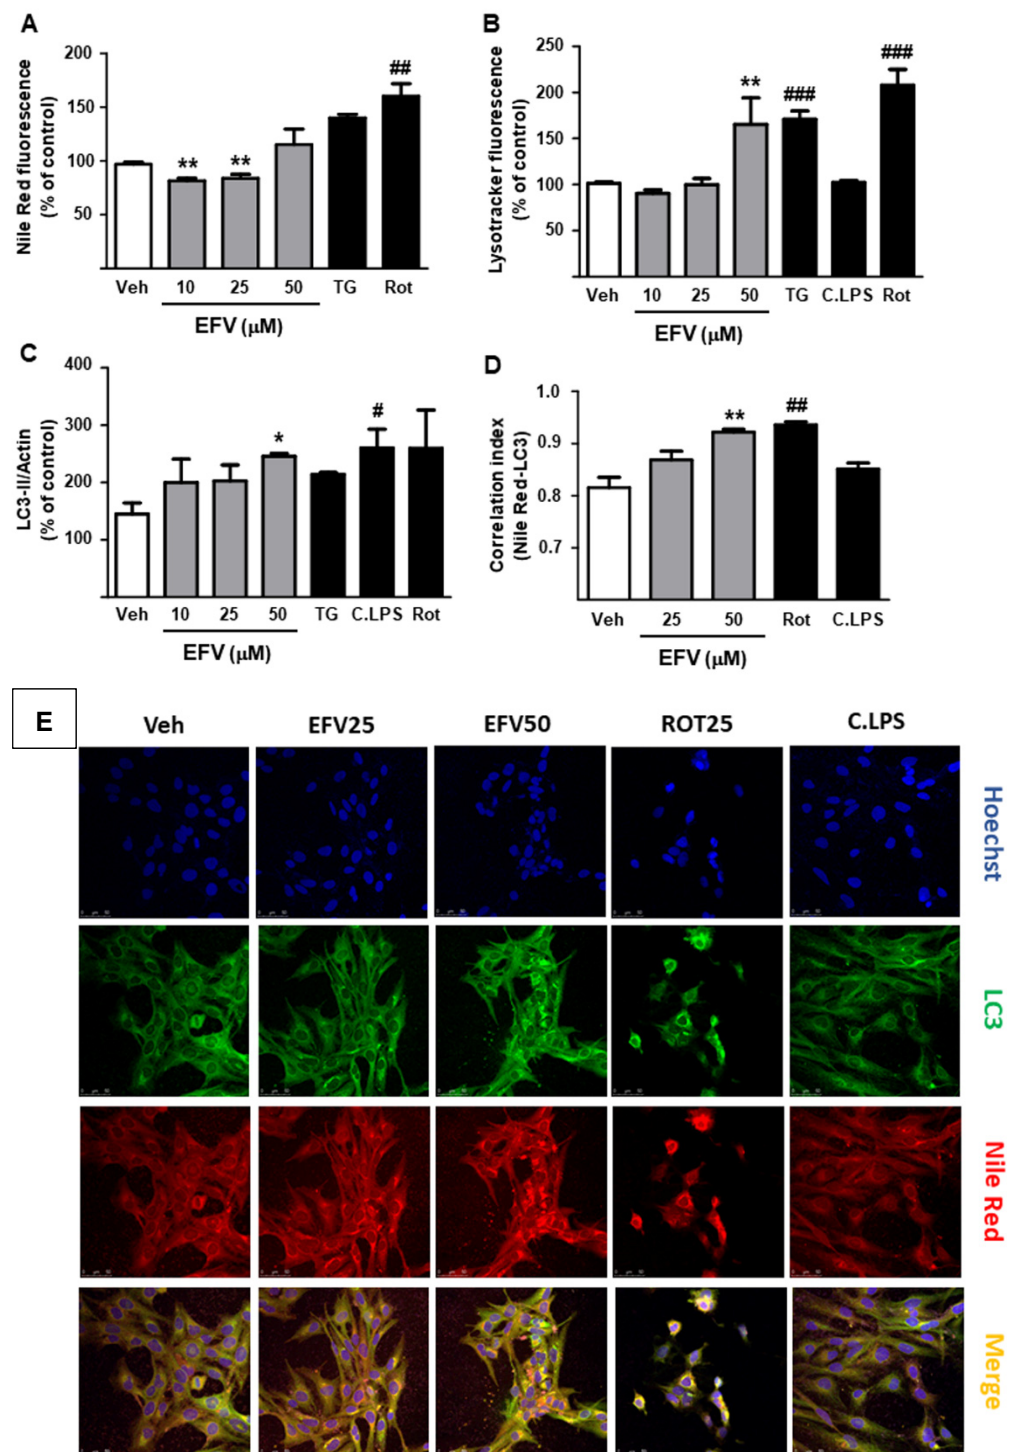 A
Nile Red fluorescence
(% of control)
200
150
100
50
**
**
##
Veh 10 25 50 TG Rot
EFV (μM)
B
Lysotracker fluorescence
(% of control)
250
200
150
100
50
**
###
###
Veh 10 25 50 TG C.LPS Rot
EFV (μM)
C
LC3-II/Actin
(% of control)
400
300
200
100
*
#
Veh 10 25 50 TG C.LPS Rot
EFV (μM)
D
Correlation index
(Nile Red-LC3)
1.0
0.9
0.8
0.7
**
##
Veh 25 50 Rot C.LPS
EFV (μM)
E
Veh EFV25 EFV50 ROT25 C.LPS
Hoechst
LC3
Nile Red
Merge